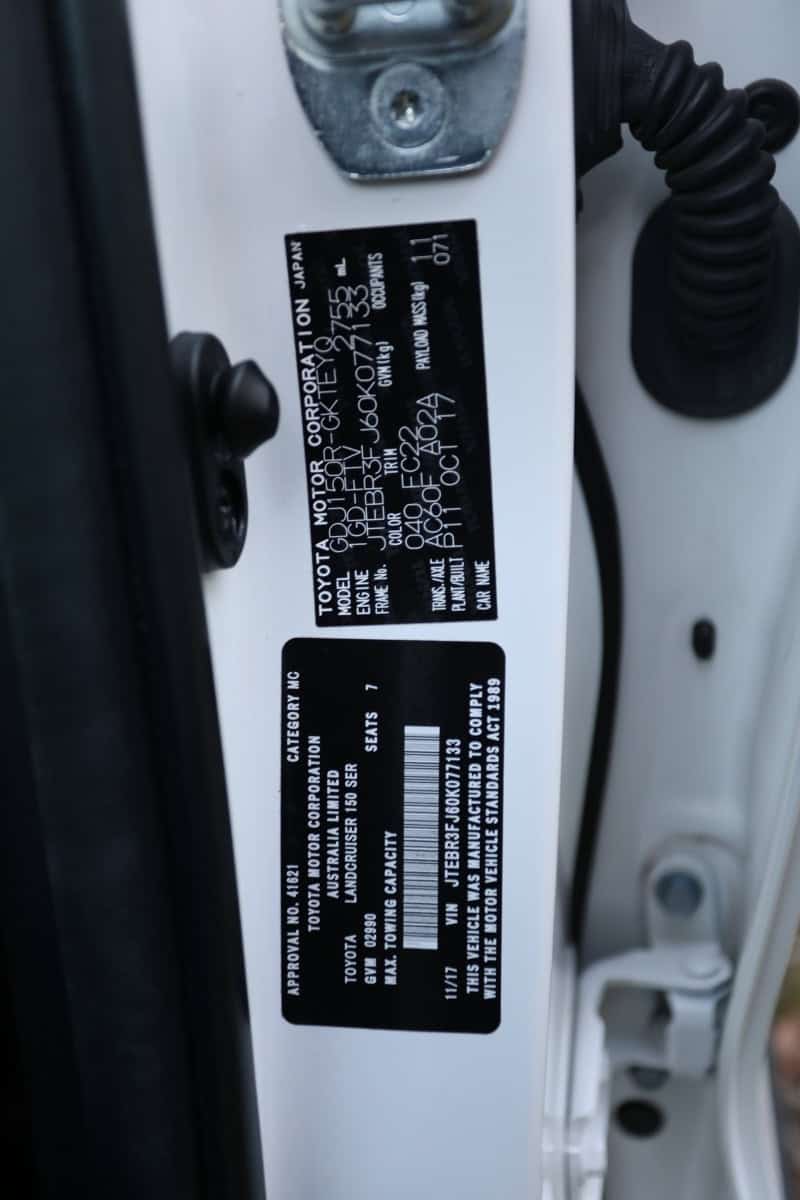 TOYOTA MOTOR CORPORATION JAPAN
MODEL GDJ150R-GKTEYQ
ENGINE 1GD-FTV 2755 mL
FRAME No. JTEBR3FJ60K077133
COLOR TRIM GVM(kg) OCCUPANTS
040 FC22
TRANS./AXLE AC60F A02A PAYLOAD MASS(kg) 11
PLANT/BUILT P11 OCT 17 071
CAR NAME
APPROVAL NO. 41621 CATEGORY MC
TOYOTA MOTOR CORPORATION
AUSTRALIA LIMITED
TOYOTA LANDCRUISER 150 SER
GVM 02990 SEATS 7
MAX. TOWING CAPACITY
11/17 VIN JTEBR3FJ60K077133
THIS VEHICLE WAS MANUFACTURED TO COMPLY
WITH THE MOTOR VEHICLE STANDARDS ACT 1989